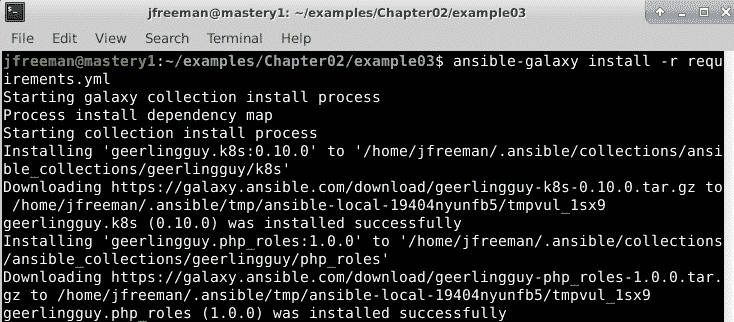 jfreeman@mastery1: ~/examples/Chapter02/example03
File Edit View Search Terminal Help
jfreeman@mastery1:~/examples/Chapter02/example03$ ansible-galaxy install -r requ
irements.yml
Starting galaxy collection install process
Process install dependency map
Starting collection install process
Installing 'geerlingguy.k8s:0.10.0' to '/home/jfreeman/.ansible/collections/ansi
ble_collections/geerlingguy/k8s'
Downloading https://galaxy.ansible.com/download/geerlingguy-k8s-0.10.0.tar.gz to
 /home/jfreeman/.ansible/tmp/ansible-local-19404nyunfb5/tmpvul_1sx9
geerlingguy.k8s (0.10.0) was installed successfully
Installing 'geerlingguy.php_roles:1.0.0' to '/home/jfreeman/.ansible/collections
/ansible_collections/geerlingguy/php_roles'
Downloading https://galaxy.ansible.com/download/geerlingguy-php_roles-1.0.0.tar.
gz to /home/jfreeman/.ansible/tmp/ansible-local-19404nyunfb5/tmpvul_1sx9
geerlingguy.php_roles (1.0.0) was installed successfully